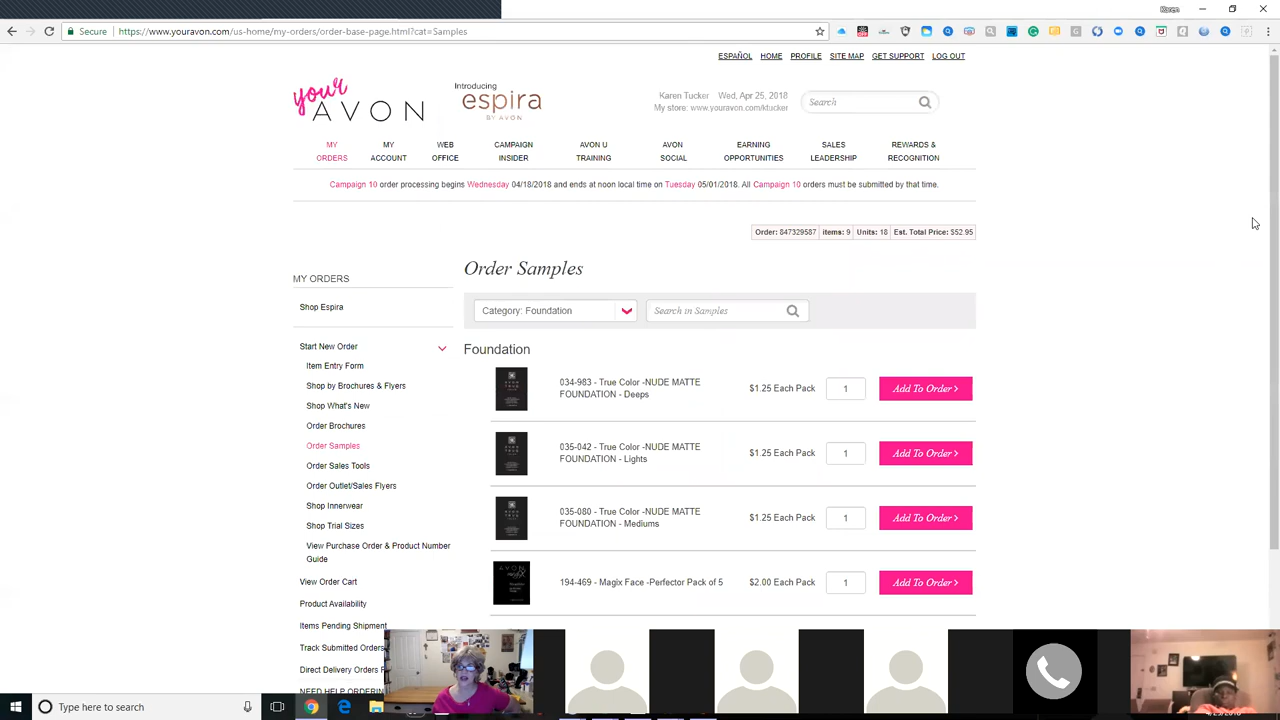 Karen
Secure
https://www.youravon.com/us-home/my-orders/order-base-page.html?cat=Samples
ESPAÑOL HOME PROFILE SITE MAP GET SUPPORT LOG OUT
your
AVON
Introducing
espira
BY AVON
Karen Tucker Wed, Apr 25, 2018
My store: www.youravon.com/ktucker
Search
MY ORDERS
MY ACCOUNT
WEB OFFICE
CAMPAIGN INSIDER
AVON U TRAINING
AVON SOCIAL
EARNING OPPORTUNITIES
SALES LEADERSHIP
REWARDS & RECOGNITION
Campaign 10 order processing begins Wednesday 04/18/2018 and ends at noon local time on Tuesday 05/01/2018. All Campaign 10 orders must be submitted by that time.
Order: 847329587 items: 9 Units: 18 Est. Total Price: $52.95
MY ORDERS
Shop Espira
Start New Order
Item Entry Form
Shop by Brochures & Flyers
Shop What's New
Order Brochures
Order Samples
Order Sales Tools
Order Outlet/Sales Flyers
Shop Innerwear
Shop Trial Sizes
View Purchase Order & Product Number
Guide
View Order Cart
Product Availability
Items Pending Shipment
Track Submitted Orders
Direct Delivery Orders
NEED HELP ORDERING
Order Samples
Category: Foundation
Search in Samples
Foundation
034-983 - True Color -NUDE MATTE
FOUNDATION - Deeps
$1.25 Each Pack 1 Add To Order >
035-042 - True Color -NUDE MATTE
FOUNDATION - Lights
$1.25 Each Pack 1 Add To Order >
035-080 - True Color -NUDE MATTE
FOUNDATION - Mediums
$1.25 Each Pack 1 Add To Order >
194-469 - Magix Face -Perfector Pack of 5 $2.00 Each Pack 1 Add To Order >
Type here to search